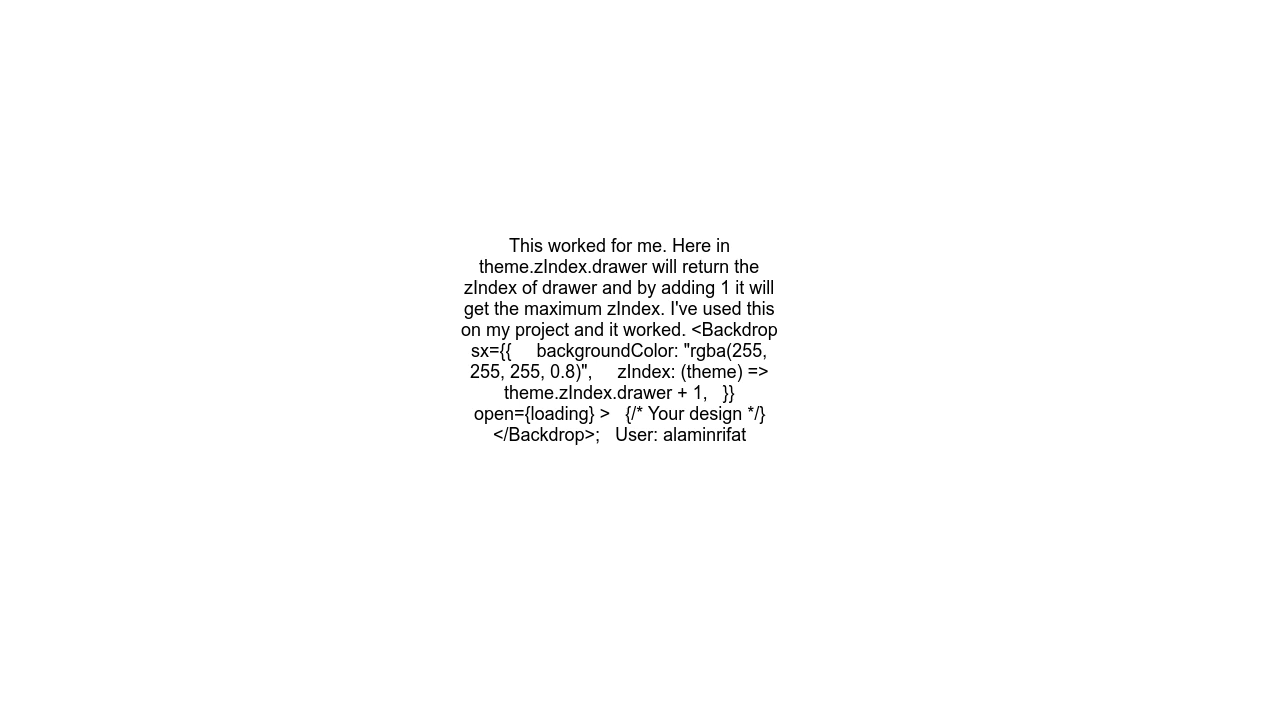 This worked for me. Here in
theme.zIndex.drawer will return the
zIndex of drawer and by adding 1 it will
get the maximum zIndex. I've used this
on my project and it worked. <Backdrop
sx={{     backgroundColor: "rgba(255,
255, 255, 0.8)",     zIndex: (theme) =>
theme.zIndex.drawer + 1,   }}
open={loading} >   {/* Your design */}
</Backdrop>;   User: alaminrifat